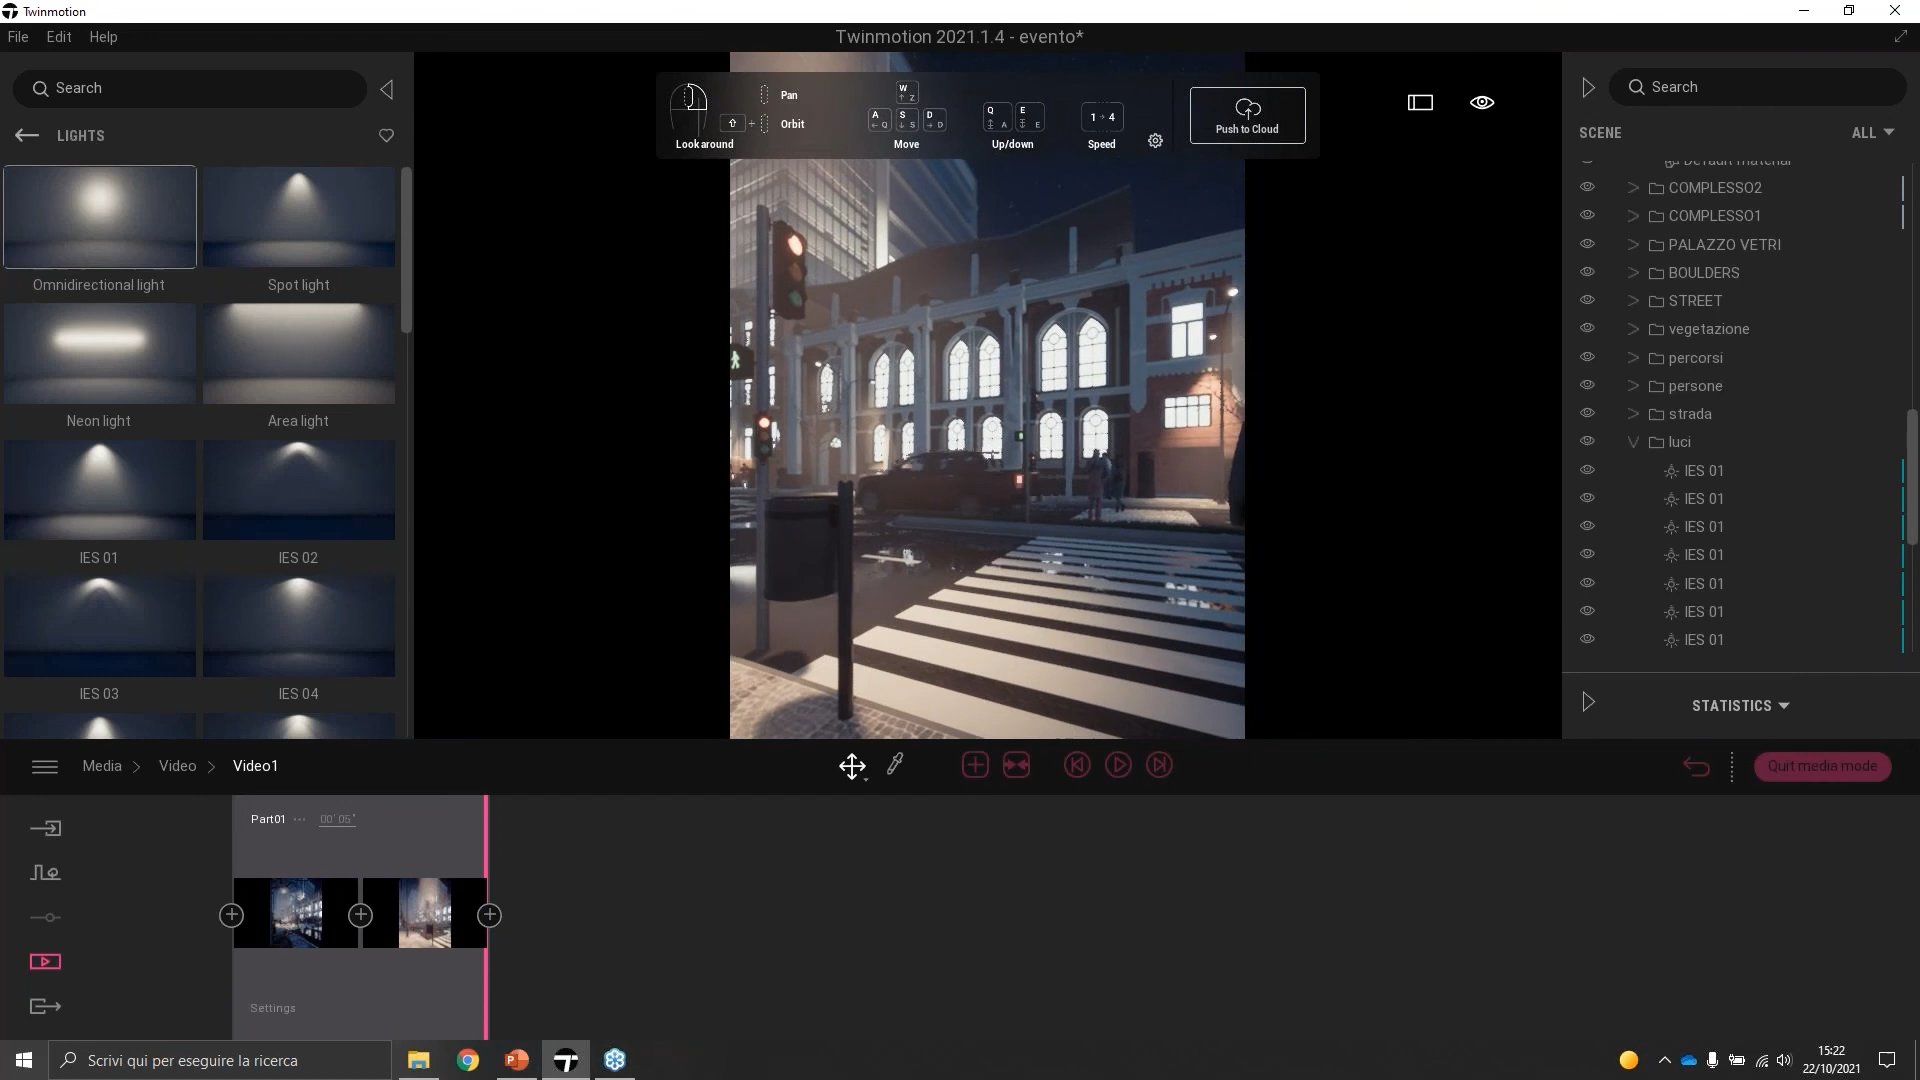 Twinmotion
File Edit Help
Twinmotion 2021.1.4 - evento*
Search
LIGHTS
Omnidirectional light
Spot light
Neon light
Area light
IES 01
IES 02
IES 03
IES 04
Pan
Orbit
Look around
W
Z
A
Q
S
S
D
D
Move
Q
A
E
E
Up/down
1 4
Speed
Push to Cloud
Search
SCENE
ALL
Default material
COMPLESSO2
COMPLESSO1
PALAZZO VETRI
BOULDERS
STREET
vegetazione
percorsi
persone
strada
luci
IES 01
IES 01
IES 01
IES 01
IES 01
IES 01
IES 01
STATISTICS
Media > Video > Video1
Quit media mode
Part01 ··· 00' 05"
Settings
Scrivi qui per eseguire la ricerca
15:22
22/10/2021